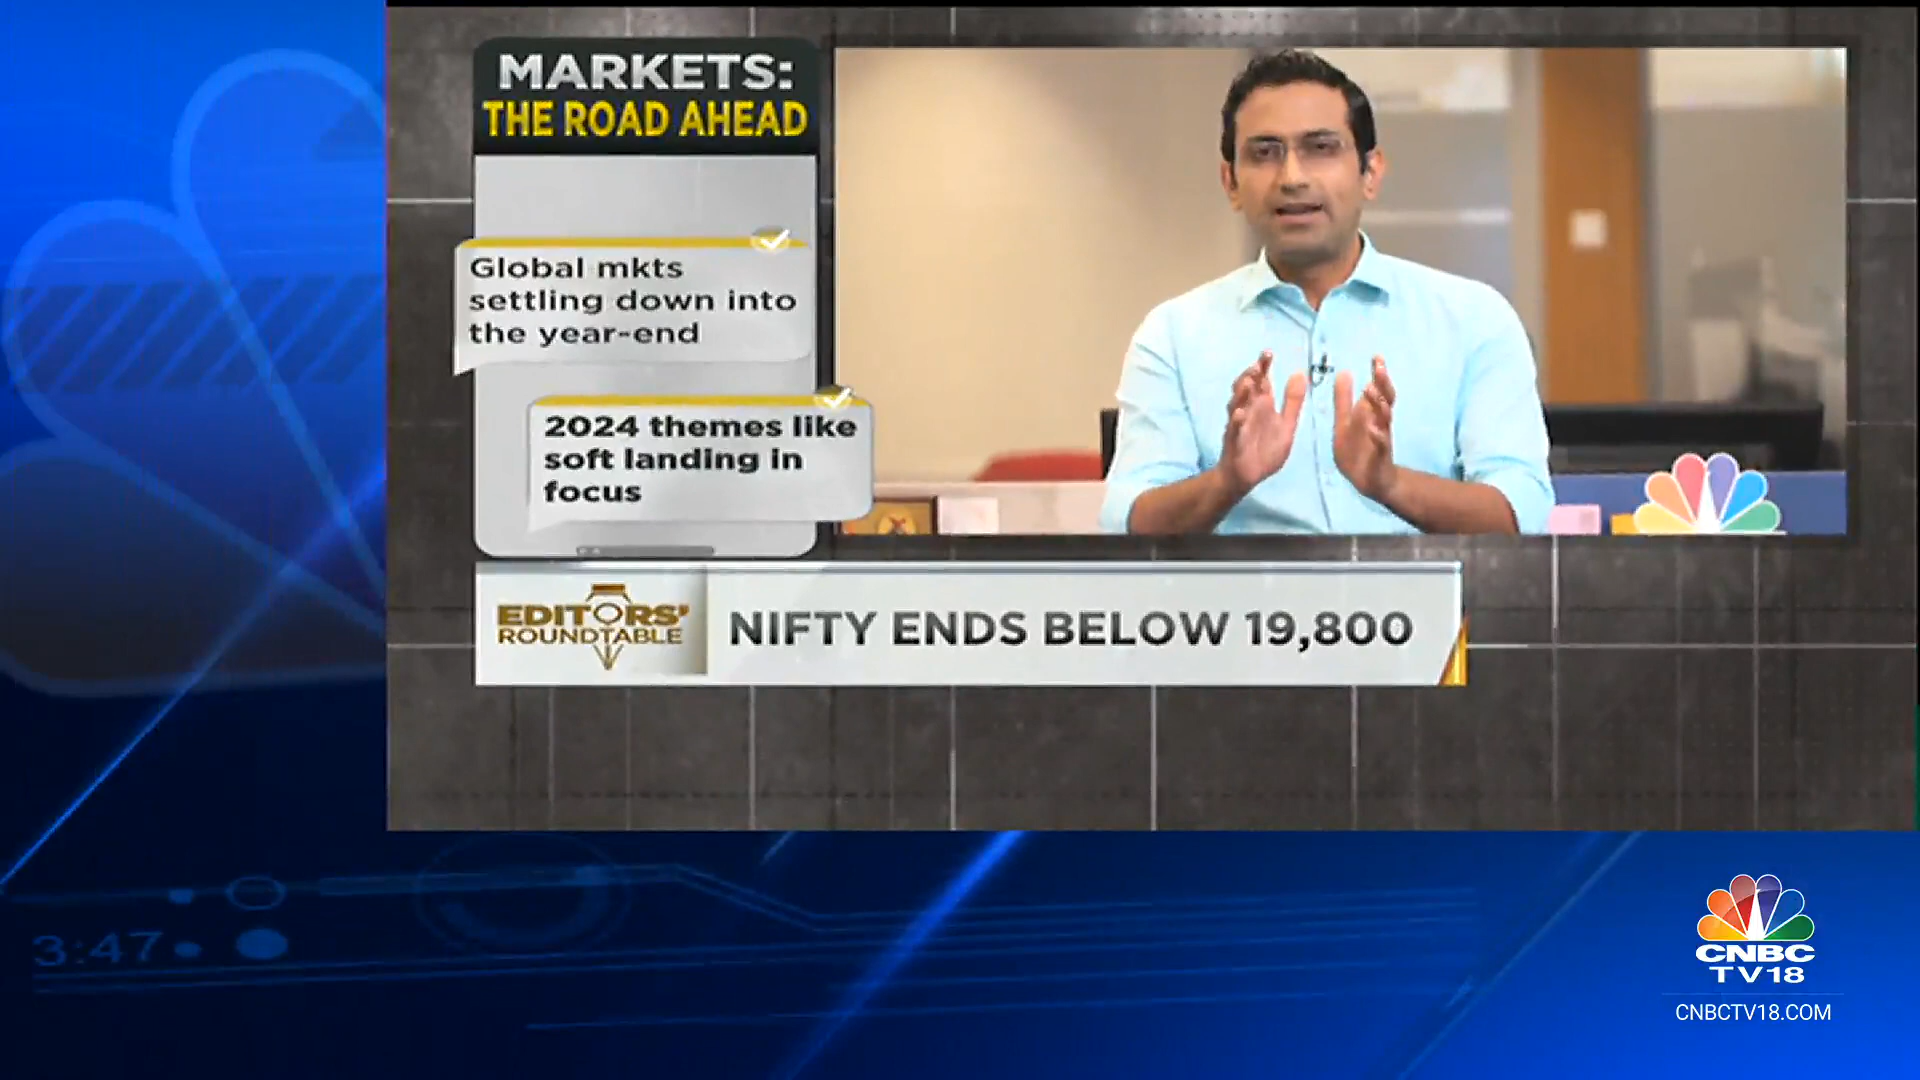 MARKETS:
THE ROAD AHEAD
Global mkts
settling down into
the year-end
2024 themes like
soft landing in
focus
EDITORS'
ROUNDTABLE
NIFTY ENDS BELOW 19,800
3:47
CNBC
TV18
CNBCTV18.COM